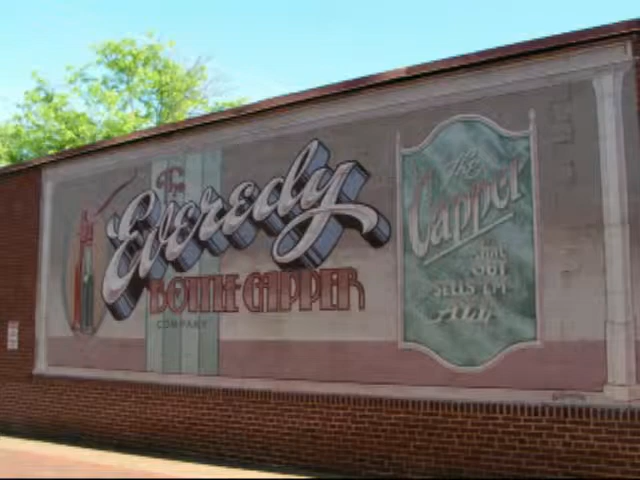 The
Everedy
BOTTLE CAPPER
COMPANY
The
Capper
that
OUT
SELLS 'EM
ALL